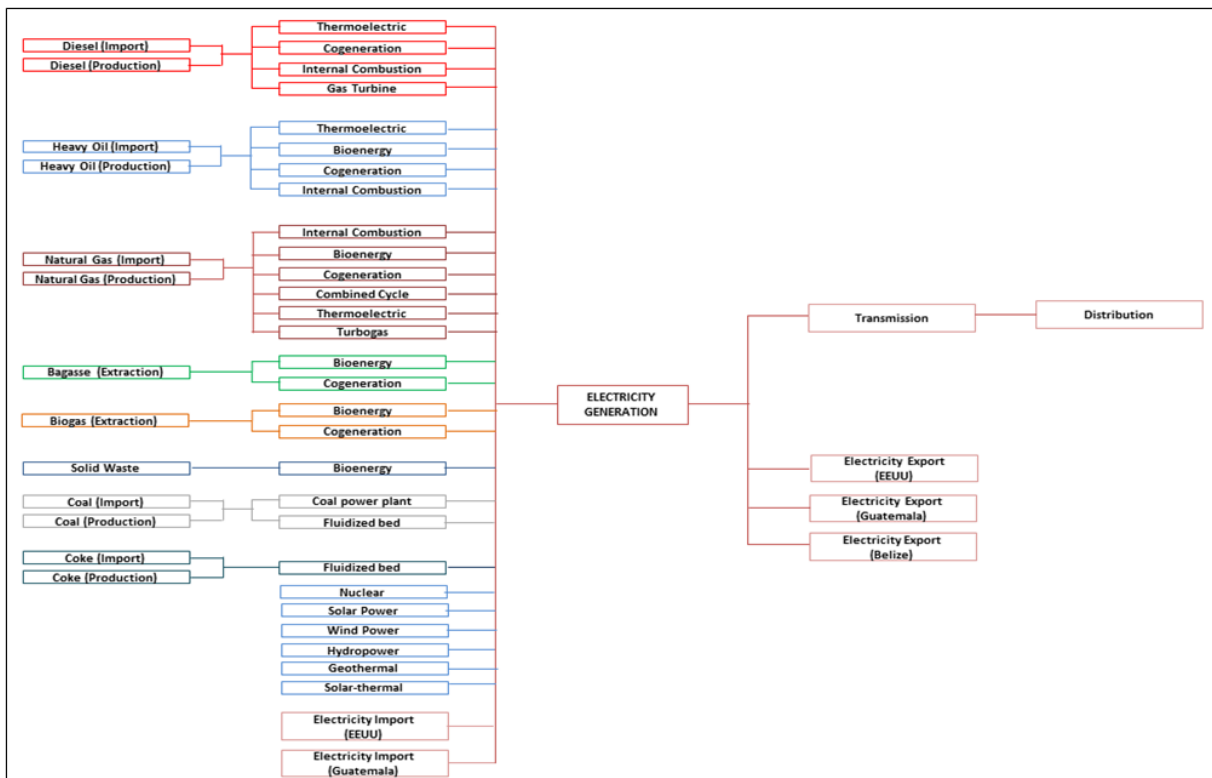 Diesel (Import)
Diesel (Production)
Thermoelectric
Cogeneration
Internal Combustion
Gas Turbine
Heavy Oil (Import)
Heavy Oil (Production)
Thermoelectric
Bioenergy
Cogeneration
Internal Combustion
Natural Gas (Import)
Natural Gas (Production)
Internal Combustion
Bioenergy
Cogeneration
Combined Cycle
Thermoelectric
Turbogas
Bagasse (Extraction)
Bioenergy
Cogeneration
Biogas (Extraction)
Bioenergy
Cogeneration
Solid Waste
Bioenergy
Coal (Import)
Coal (Production)
Coal power plant
Fluidized bed
Coke (Import)
Coke (Production)
Fluidized bed
Nuclear
Solar Power
Wind Power
Hydropower
Geothermal
Solar-thermal
Electricity Import
(EEUU)
Electricity Import
(Guatemala)
ELECTRICITY
GENERATION
Transmission
Distribution
Electricity Export
(EEUU)
Electricity Export
(Guatemala)
Electricity Export
(Belize)